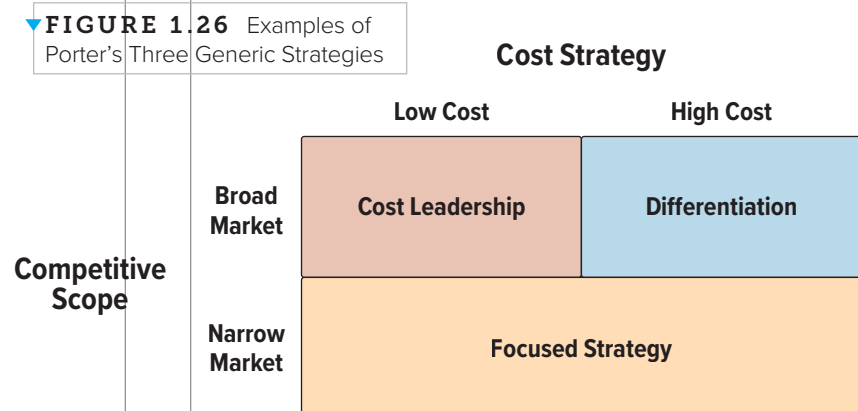 ▼FIGURE 1.26 Examples of
Porter's Three Generic Strategies
Cost Strategy
Low Cost
High Cost
Broad
Market
Cost Leadership
Differentiation
Competitive
Scope
Narrow
Market
Focused Strategy